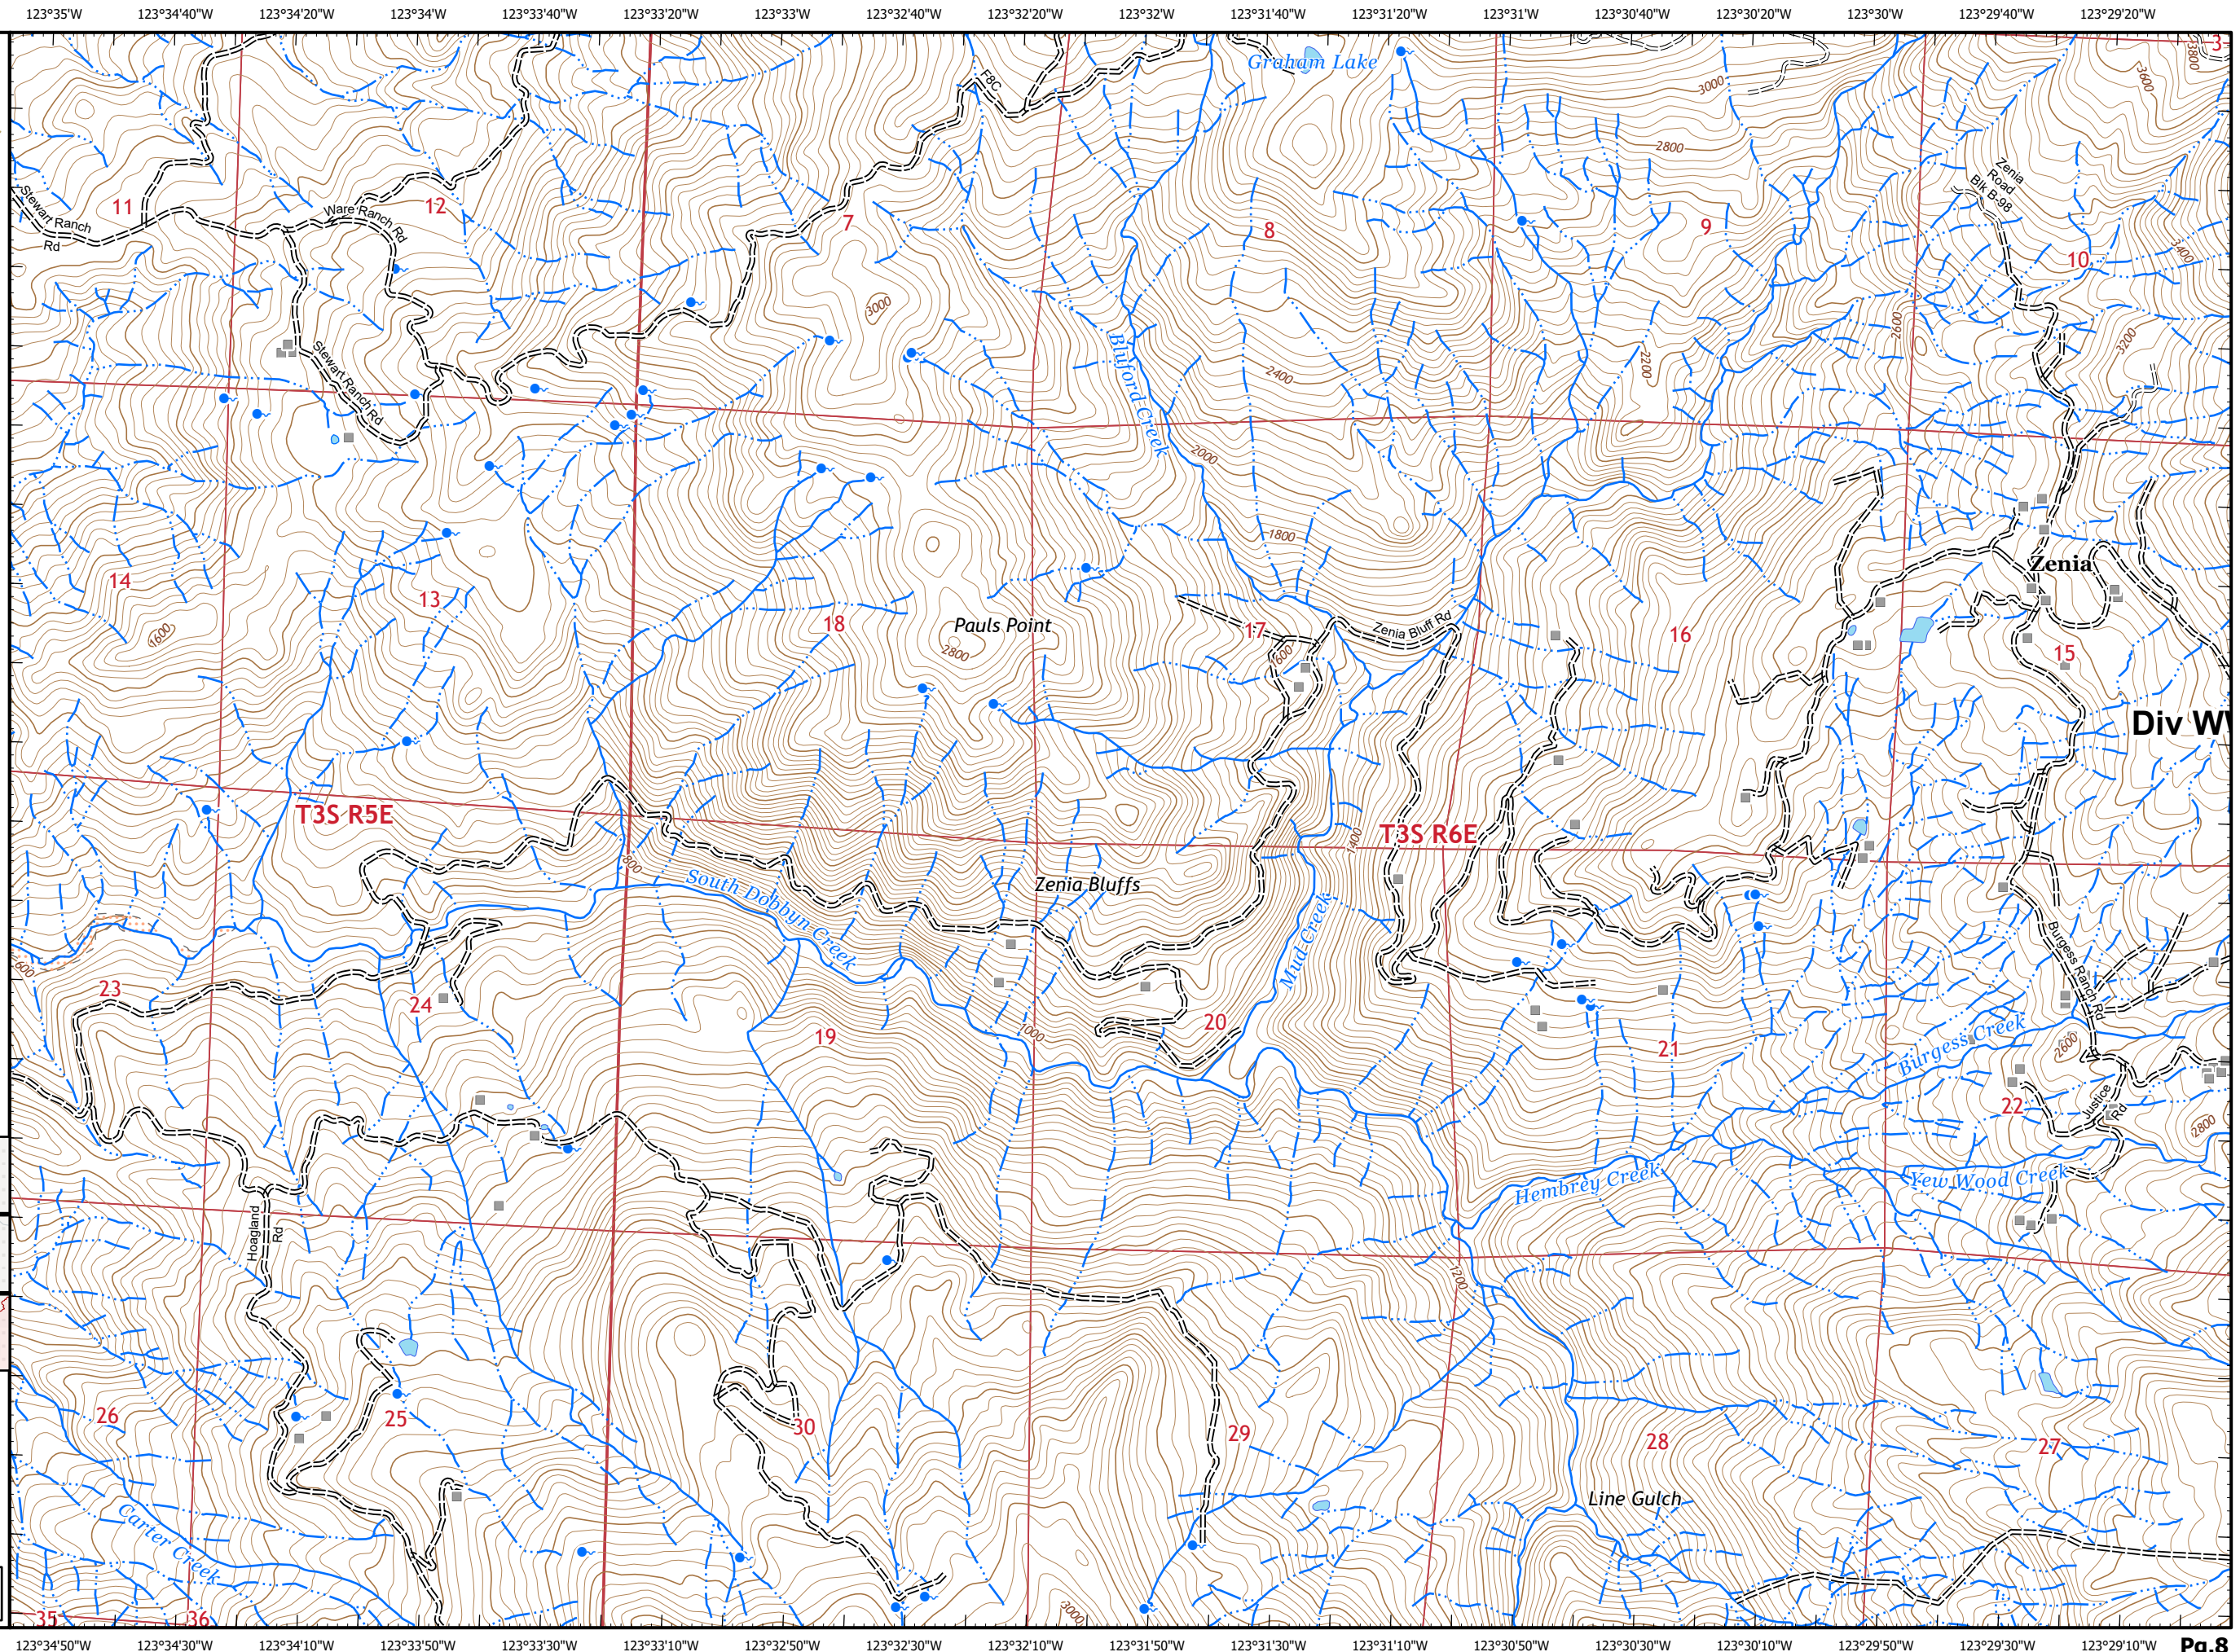 123°35'W 123°34'40"W 123°34'20"W 123°34'W 123°33'40"W 123°33'20"W 123°33'W 123°32'40"W 123°32'20"W 123°32'W 123°31'40"W 123°31'20"W 123°31'W 123°30'40"W 123°30'20"W 123°30'W 123°29'40"W 123°29'20"W
3
3800
Graham Lake
F8C
3000
3600
2800
Zenia
Road
Blk B-98
Stewart Ranch
Rd
11
Ware Ranch
Rd
12
7
8
9
10
3400
3000
2600
3200
Bluford Creek
2400
2200
Stewart Ranch Rd
2000
1800
Zenia
14
13
1600
18
Pauls Point
2800
17
Zenia Bluff Rd
1600
16
15
Div W
T3S R5E
T3S R6E
1400
800
South Dobbyn Creek
Zenia Bluffs
Mud Creek
Burgess Ranch Rd
600
23
24
19
1000
20
21
Burgess Creek
2600
22
Justice
Rd
2800
Hembrey Creek
Yew Wood Creek
Hoagland
Rd
1200
26
25
30
29
28
27
Line Gulch
Carter Creek
35
36
3000
123°34'50"W 123°34'30"W 123°34'10"W 123°33'50"W 123°33'30"W 123°33'10"W 123°32'50"W 123°32'30"W 123°32'10"W 123°31'50"W 123°31'30"W 123°31'10"W 123°30'50"W 123°30'30"W 123°30'10"W 123°29'50"W 123°29'30"W 123°29'10"W
Pg.8